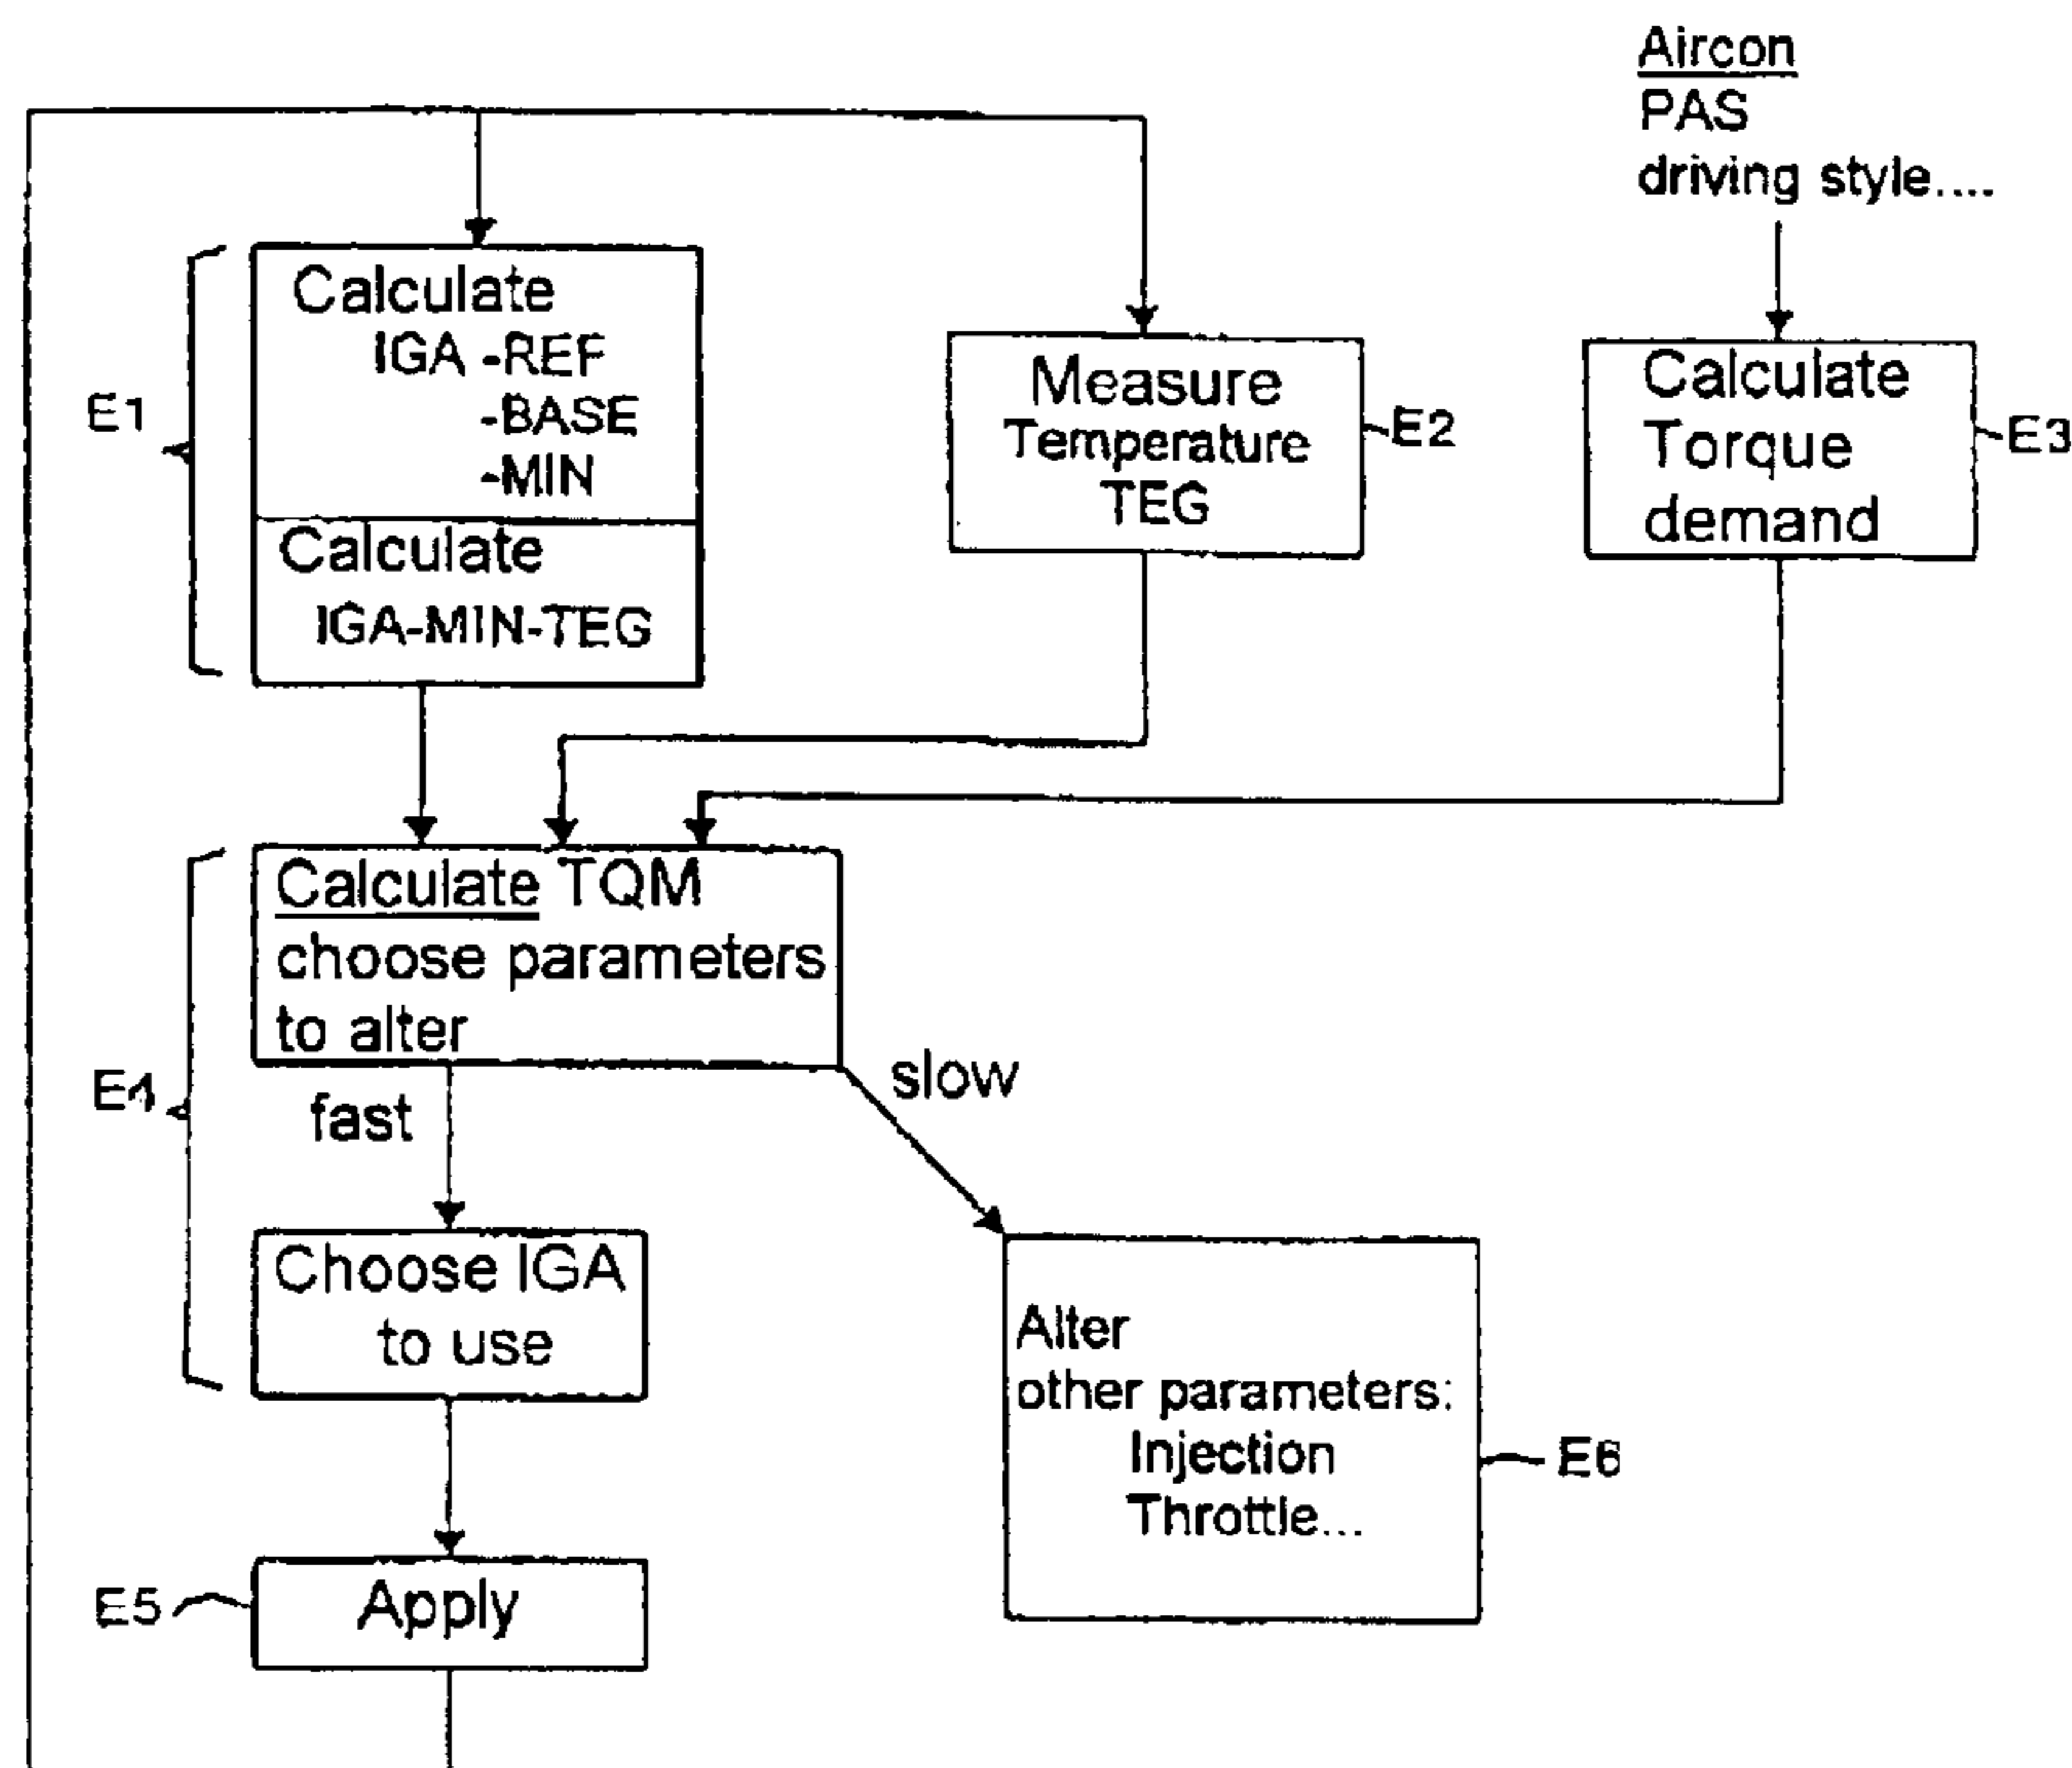 Aircon
PAS
driving style....
E1
Calculate
IGA -REF
-BASE
-MIN
Calculate
IGA-MIN-TEG
Measure
Temperature
TEG
E2
Calculate
Torque
demand
E3
E4
Calculate TQM
choose parameters
to alter
fast
slow
Choose IGA
to use
Alter
other parameters:
Injection
Throttle...
E6
E5
Apply